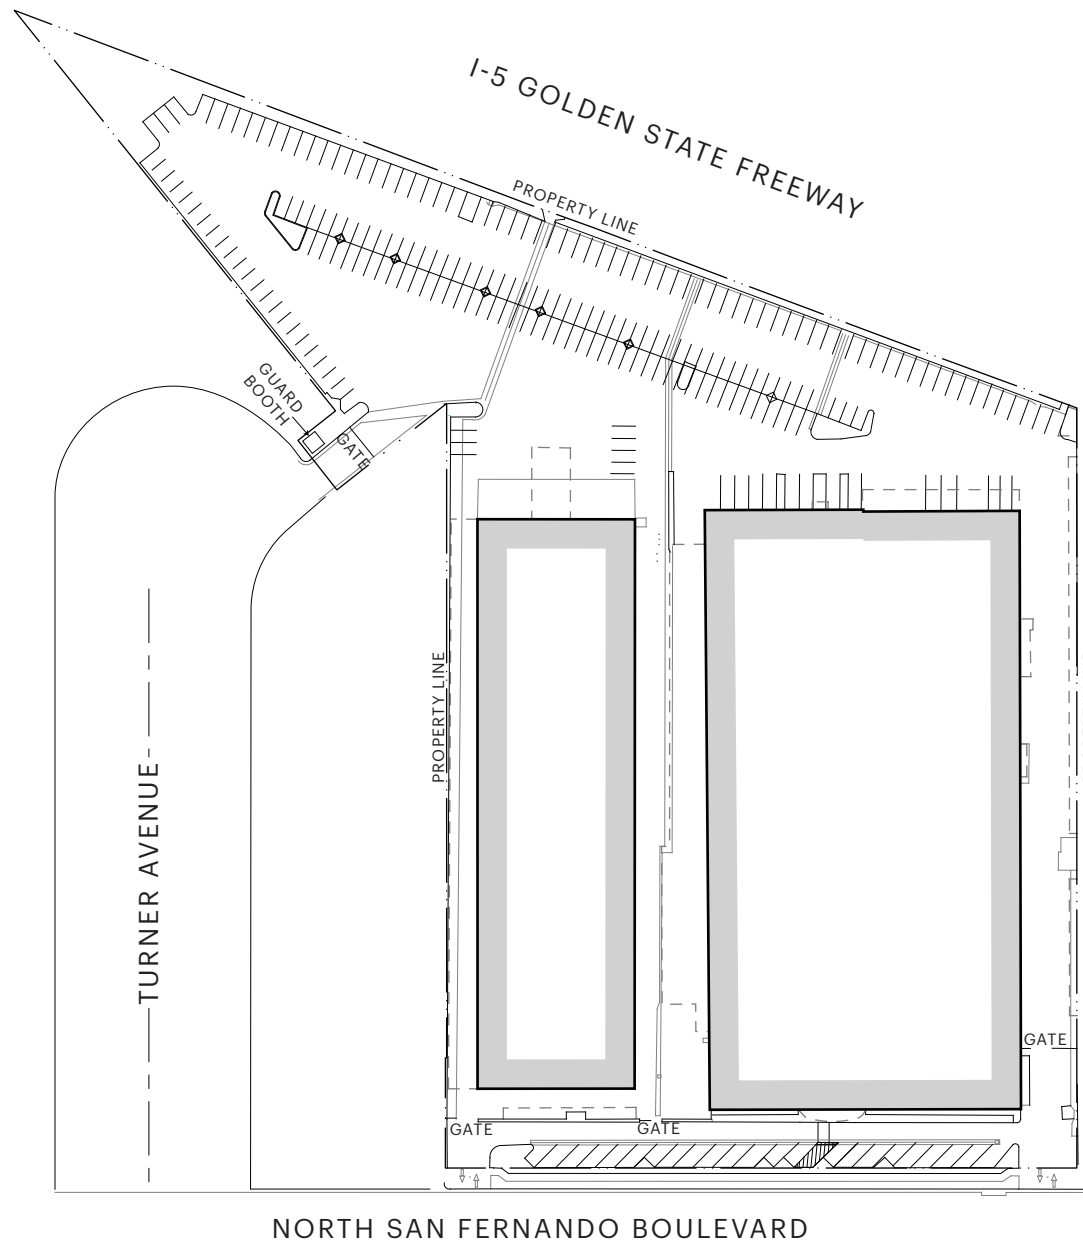 I-5 GOLDEN STATE FREEWAY
PROPERTY LINE
GUARD
BOOTH
GATE
PROPERTY LINE
TURNER AVENUE
GATE
GATE
GATE
NORTH SAN FERNANDO BOULEVARD